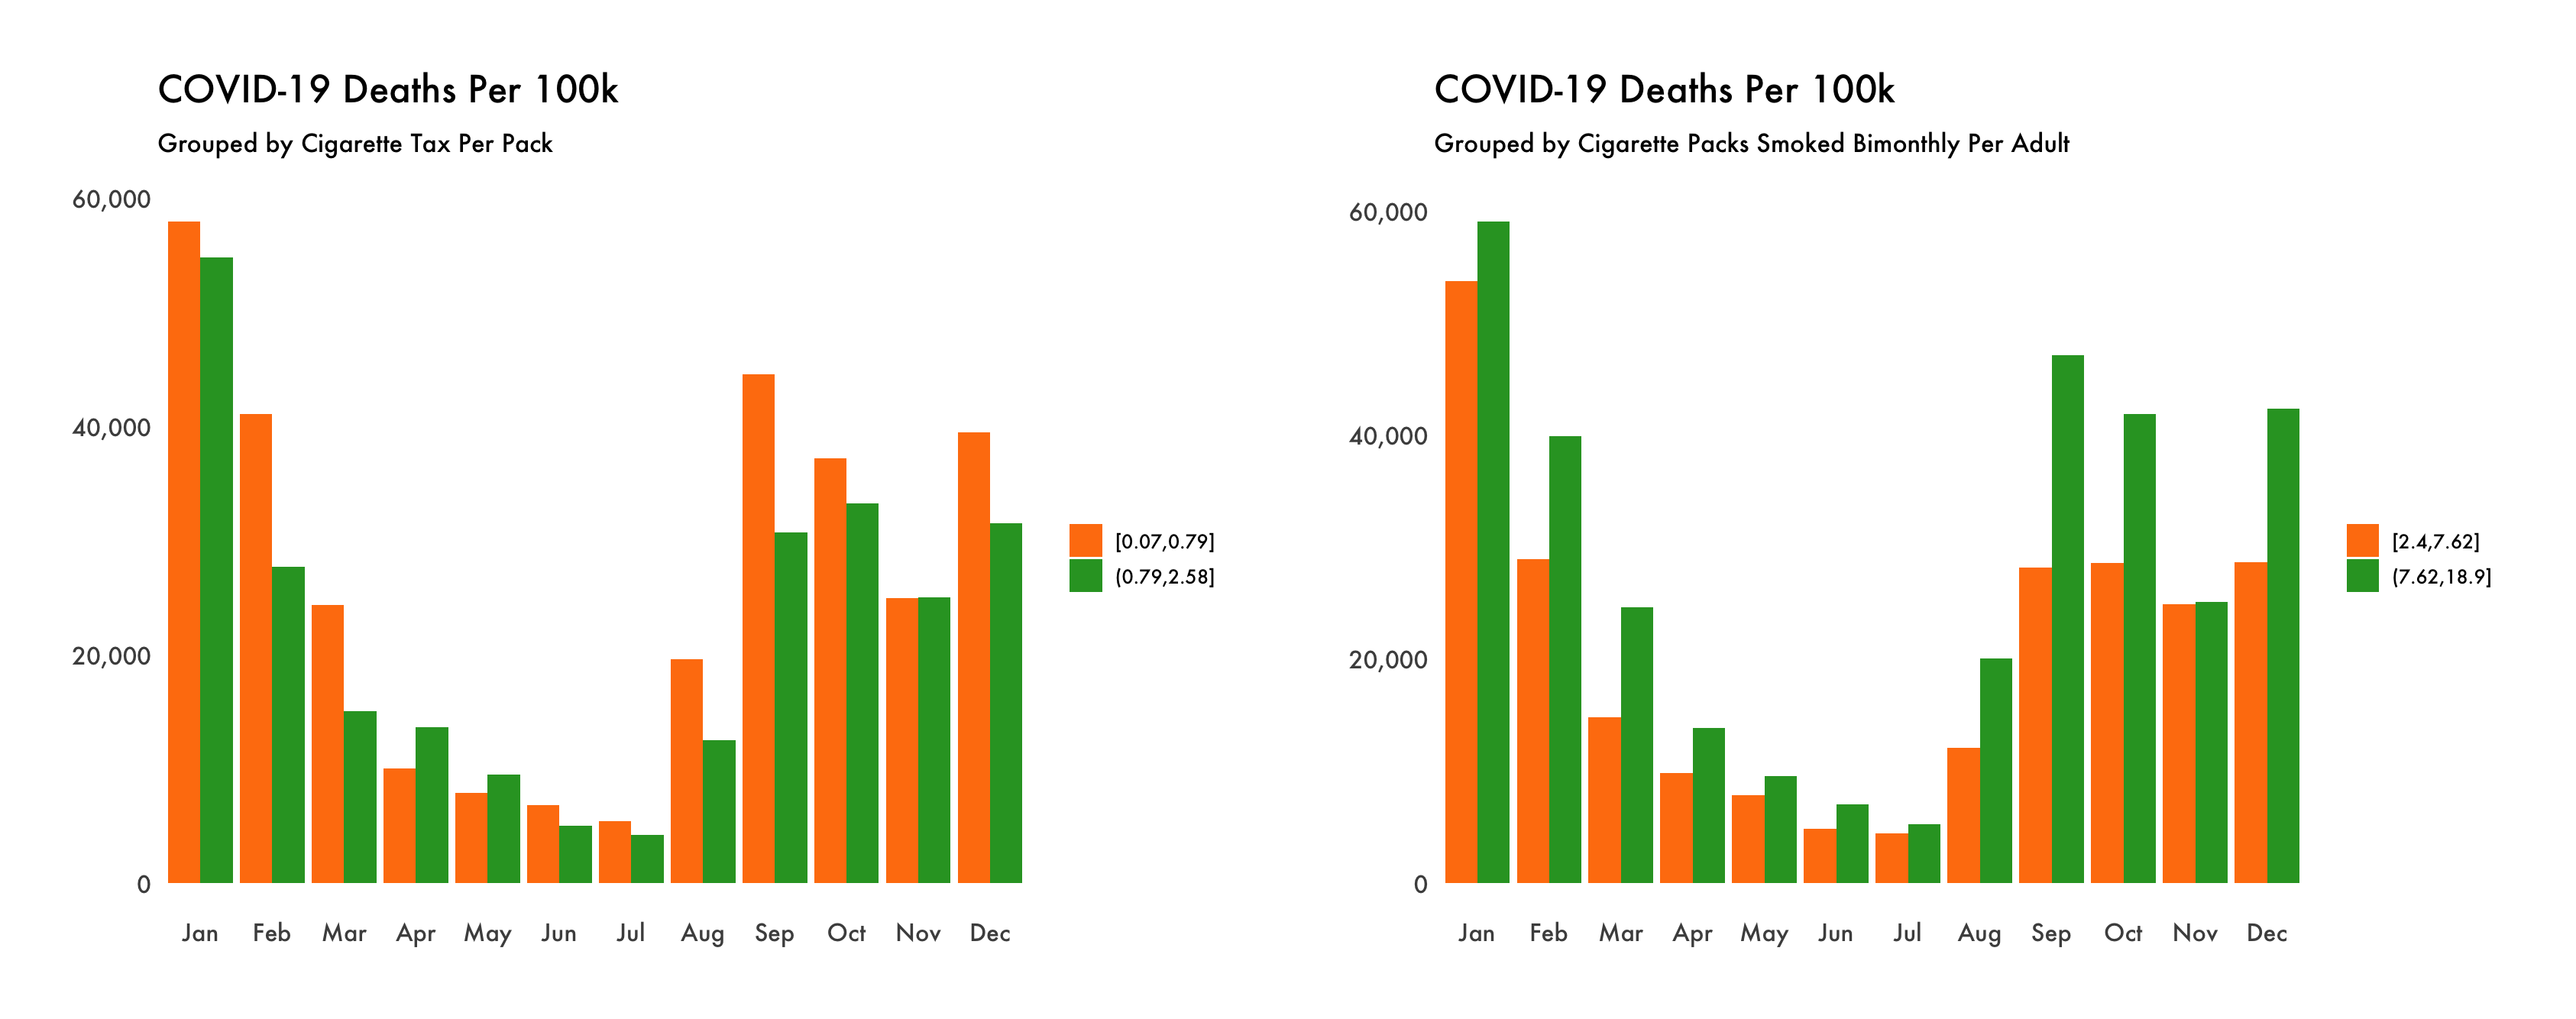 COVID-19 Deaths Per 100k
Grouped by Cigarette Tax Per Pack
60,000
40,000
20,000
0
Jan Feb Mar Apr May Jun Jul Aug Sep Oct Nov Dec
[0.07,0.79]
(0.79,2.58]
COVID-19 Deaths Per 100k
Grouped by Cigarette Packs Smoked Bimonthly Per Adult
60,000
40,000
20,000
0
Jan Feb Mar Apr May Jun Jul Aug Sep Oct Nov Dec
[2.4,7.62]
(7.62,18.9]